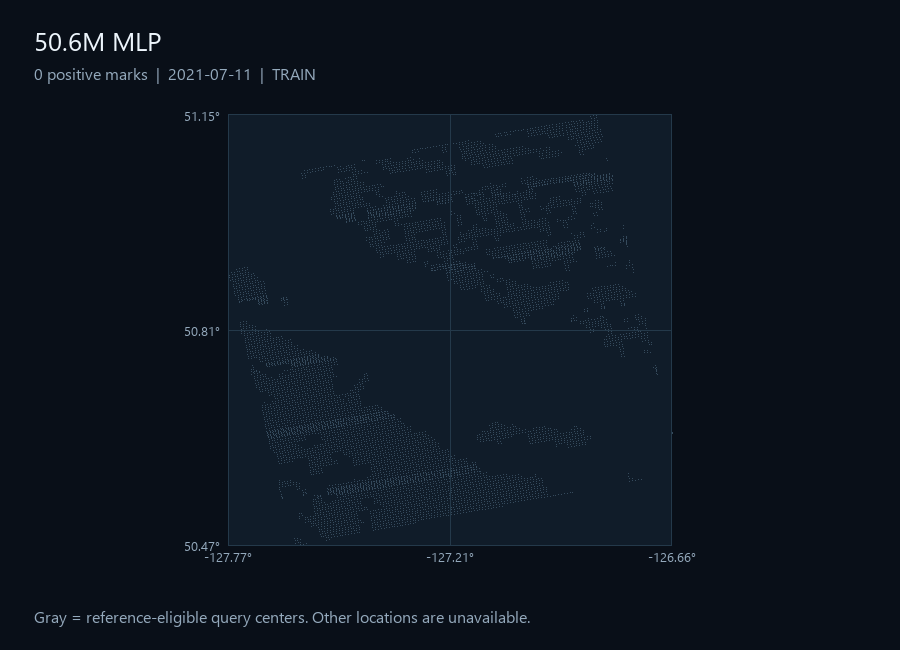 50.6M MLP
0 positive marks | 2021-07-11 | TRAIN
51.15°
50.81°
50.47°
-127.77° -127.21° -126.66°
Gray = reference-eligible query centers. Other locations are unavailable.